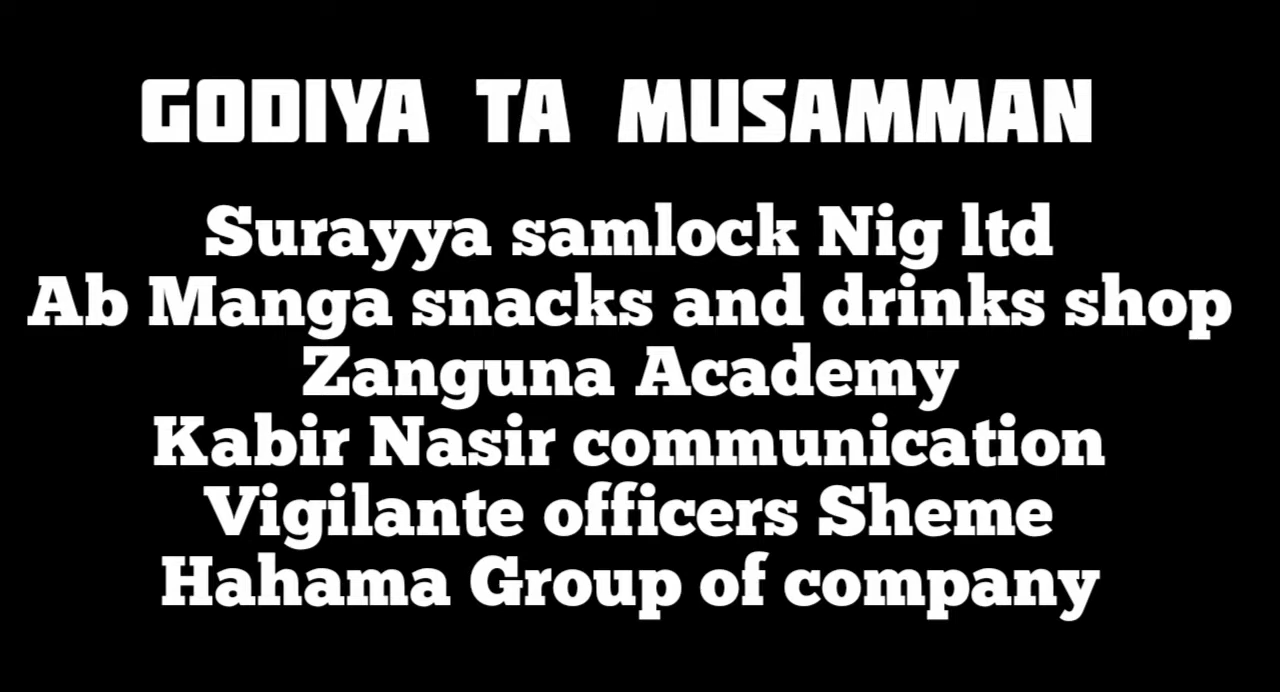 GODIYA TA MUSAMMAN
Surayya samlock Nig ltd
Ab Manga snacks and drinks shop
Zanguna Academy
Kabir Nasir communication
Vigilante officers Sheme
Hahama Group of company